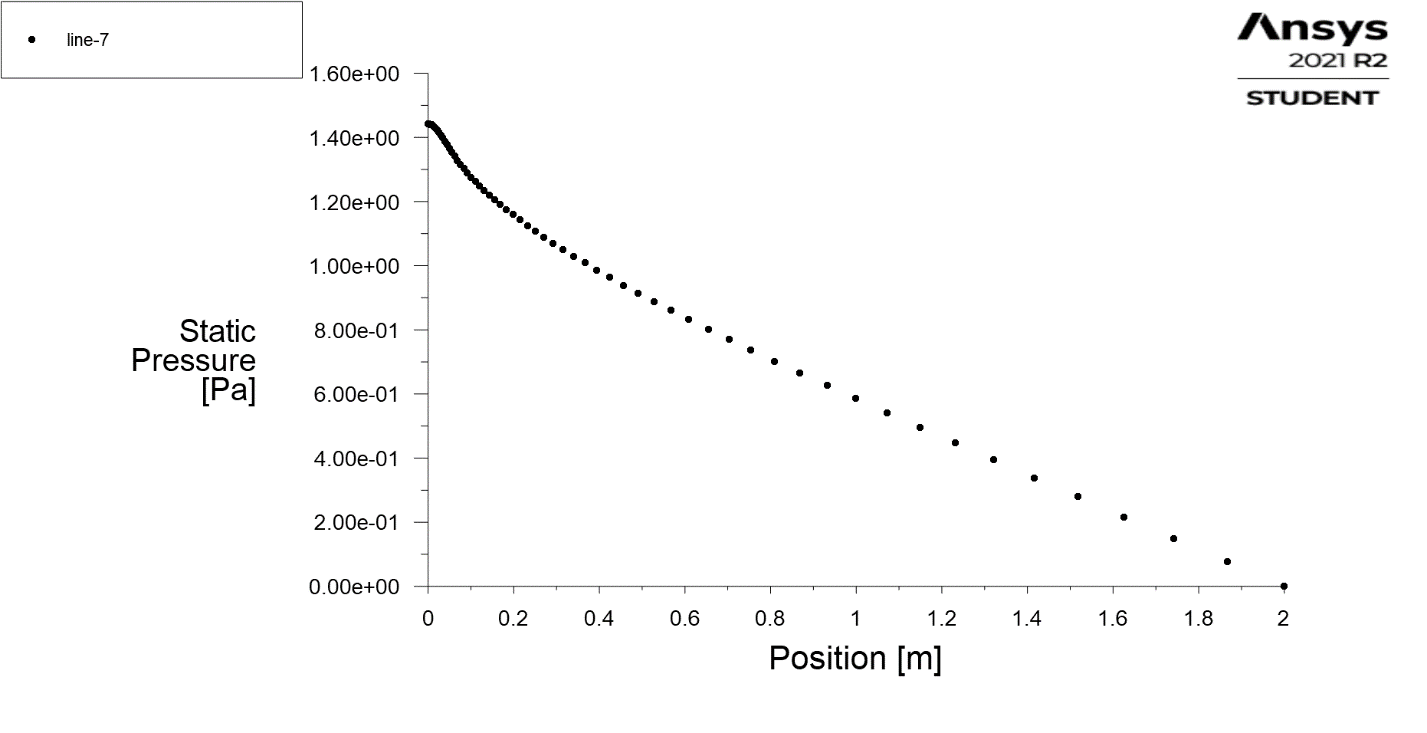 line-7
Ansys
2021 R2
STUDENT
1.60e+00
1.40e+00
1.20e+00
1.00e+00
8.00e-01
6.00e-01
4.00e-01
2.00e-01
0.00e+00
Static
Pressure
[Pa]
0 0.2 0.4 0.6 0.8 1 1.2 1.4 1.6 1.8 2
Position [m]